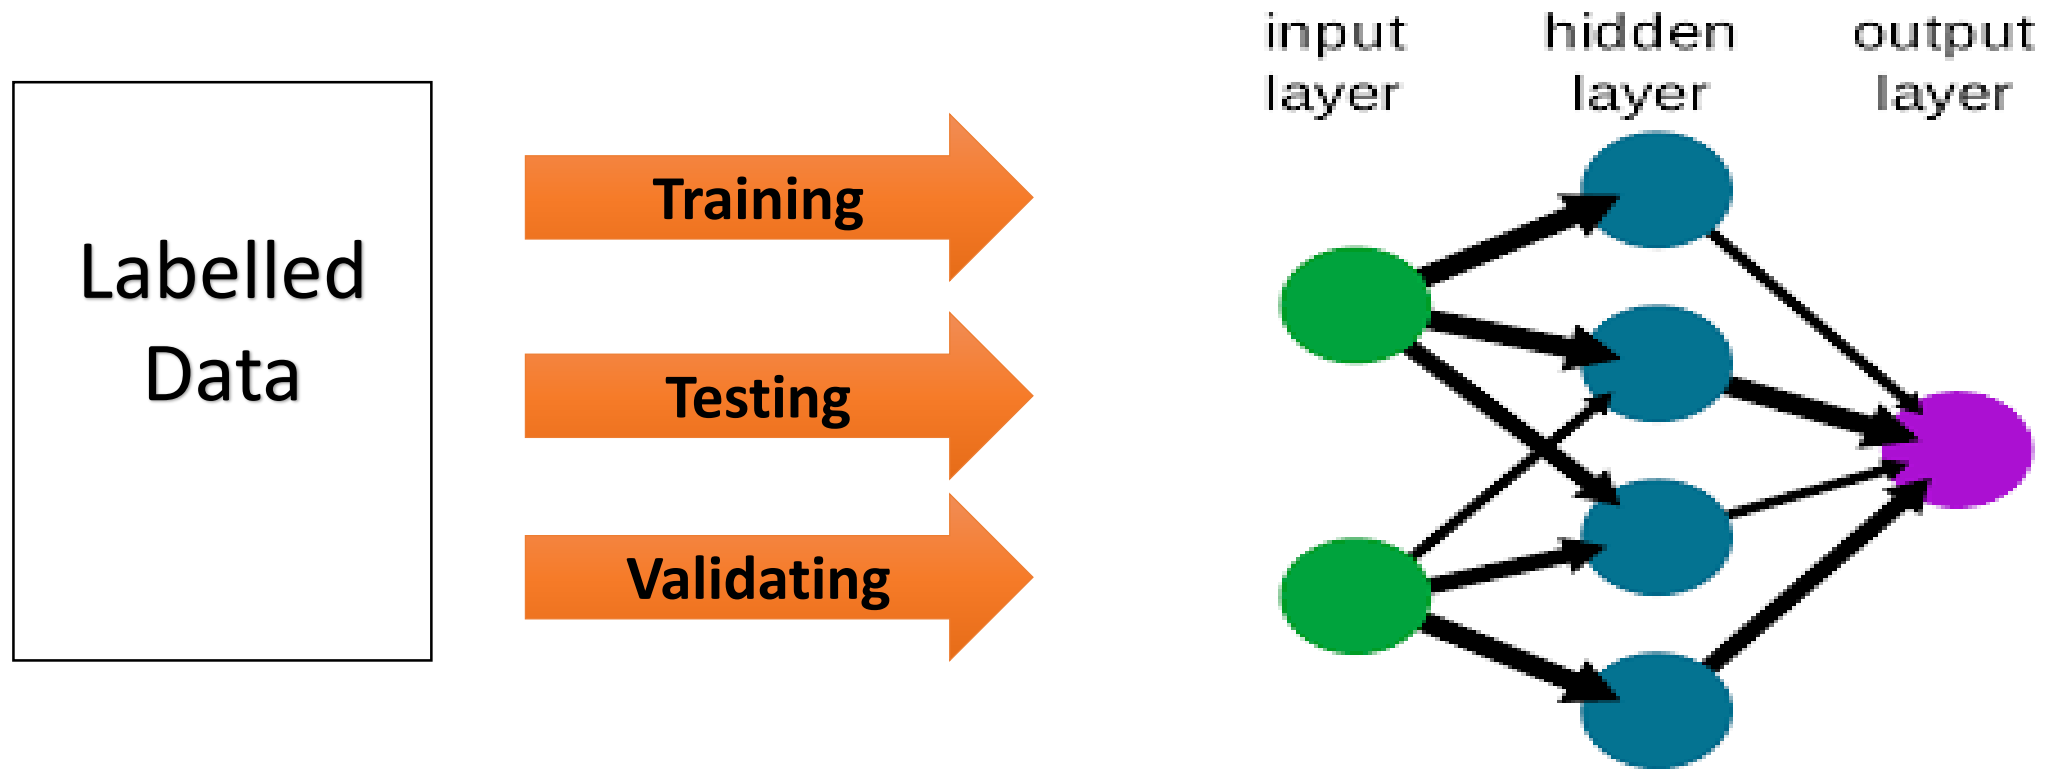 Labelled
Data
Training
Testing
Validating
input
layer
hidden
layer
output
layer